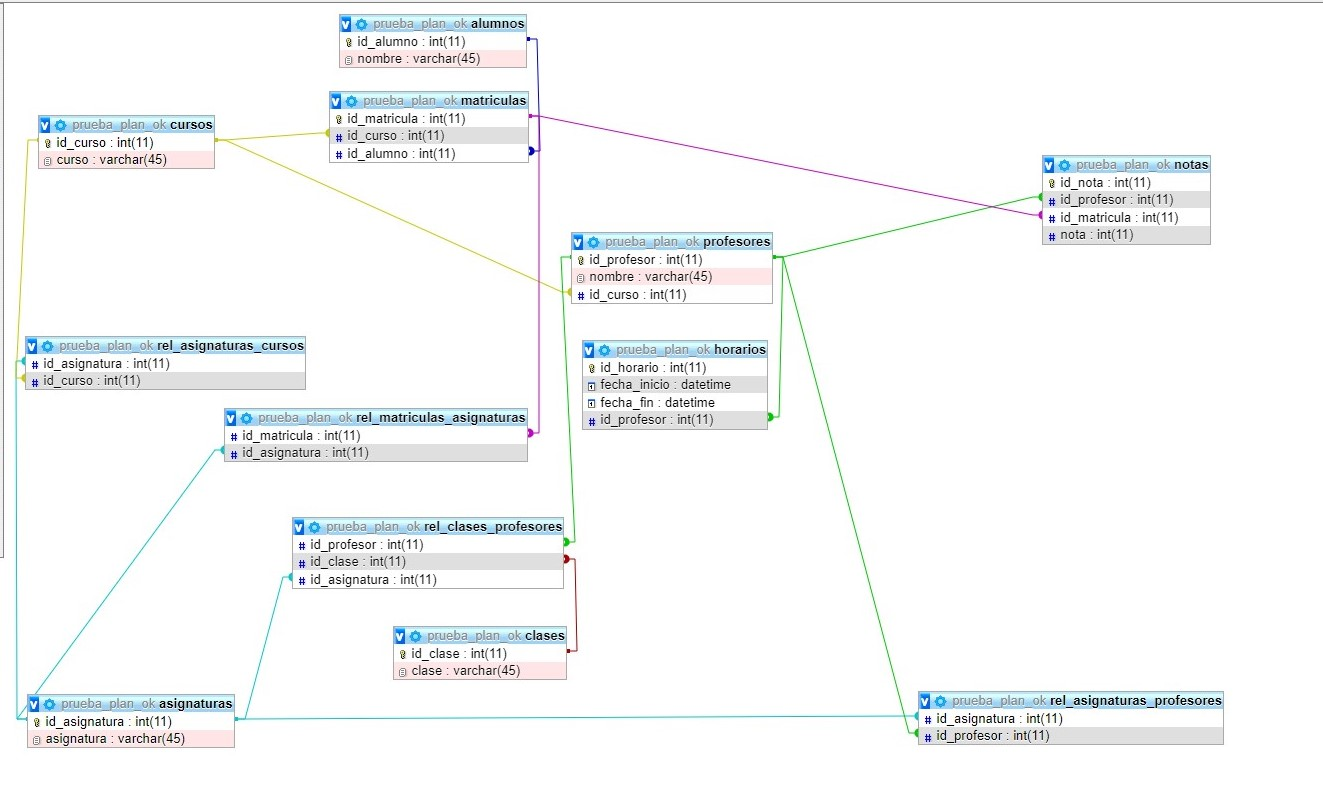 prueba_plan_ok alumnos
id_alumno : int(11)
nombre : varchar(45)
prueba_plan_ok matriculas
id_matricula : int(11)
id_curso : int(11)
id_alumno : int(11)
prueba_plan_ok cursos
id_curso : int(11)
curso : varchar(45)
prueba_plan_ok notas
id_nota : int(11)
id_profesor : int(11)
id_matricula : int(11)
nota : int(11)
prueba_plan_ok profesores
id_profesor : int(11)
nombre : varchar(45)
id_curso : int(11)
prueba_plan_ok rel_asignaturas_cursos
id_asignatura : int(11)
id_curso : int(11)
prueba_plan_ok horarios
id_horario : int(11)
fecha_inicio : datetime
fecha_fin : datetime
id_profesor : int(11)
prueba_plan_ok rel_matriculas_asignaturas
id_matricula : int(11)
id_asignatura : int(11)
prueba_plan_ok rel_clases_profesores
id_profesor : int(11)
id_clase : int(11)
id_asignatura : int(11)
prueba_plan_ok clases
id_clase : int(11)
clase : varchar(45)
prueba_plan_ok asignaturas
id_asignatura : int(11)
asignatura : varchar(45)
prueba_plan_ok rel_asignaturas_profesores
id_asignatura : int(11)
id_profesor : int(11)